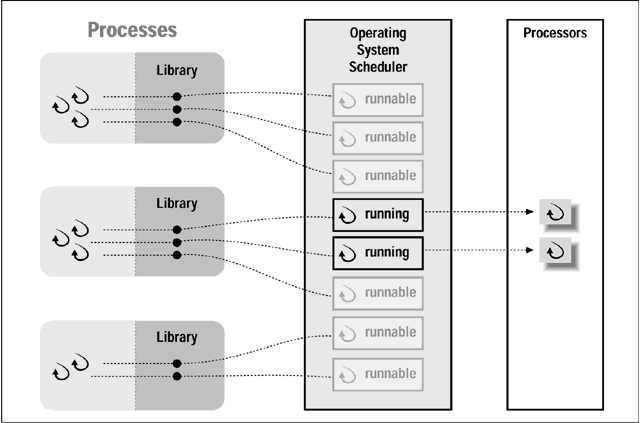 Processes
Operating
System
Scheduler
Processors
Library
runnable
runnable
runnable
Library
running
running
runnable
Library
runnable
runnable